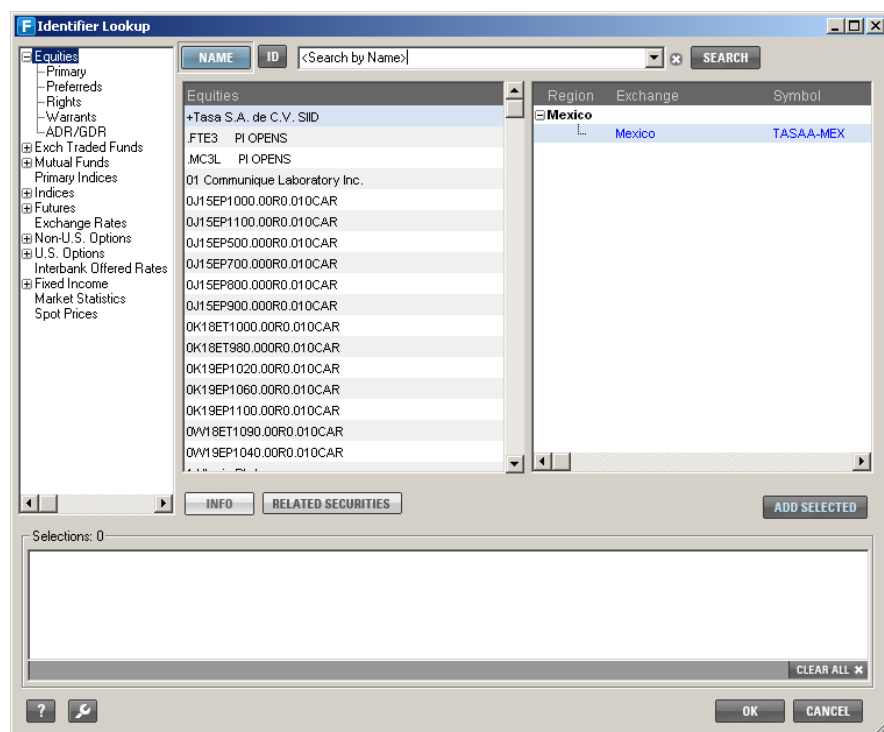 F Identifier Lookup
Equities
Primary
Preferreds
Rights
Warrants
ADR/GDR
Exch Traded Funds
Mutual Funds
Primary Indices
Indices
Futures
Exchange Rates
Non-U.S. Options
U.S. Options
Interbank Offered Rates
Fixed Income
Market Statistics
Spot Prices
NAME ID <Search by Name> SEARCH
Equities
+Tasa S.A. de C.V. SIID
.FTE3 PI OPENS
.MC3L PI OPENS
01 Communique Laboratory Inc.
0J15EP1000.00R0.010CAR
0J15EP1100.00R0.010CAR
0J15EP500.000R0.010CAR
0J15EP700.000R0.010CAR
0J15EP800.000R0.010CAR
0J15EP900.000R0.010CAR
0K18ET1000.00R0.010CAR
0K18ET980.000R0.010CAR
0K19EP1020.00R0.010CAR
0K19EP1060.00R0.010CAR
0K19EP1100.00R0.010CAR
0W18ET1090.00R0.010CAR
0W19EP1040.00R0.010CAR
Region Exchange Symbol
Mexico
Mexico TASAA-MEX
INFO RELATED SECURITIES
ADD SELECTED
Selections: 0
CLEAR ALL ×
?
OK CANCEL